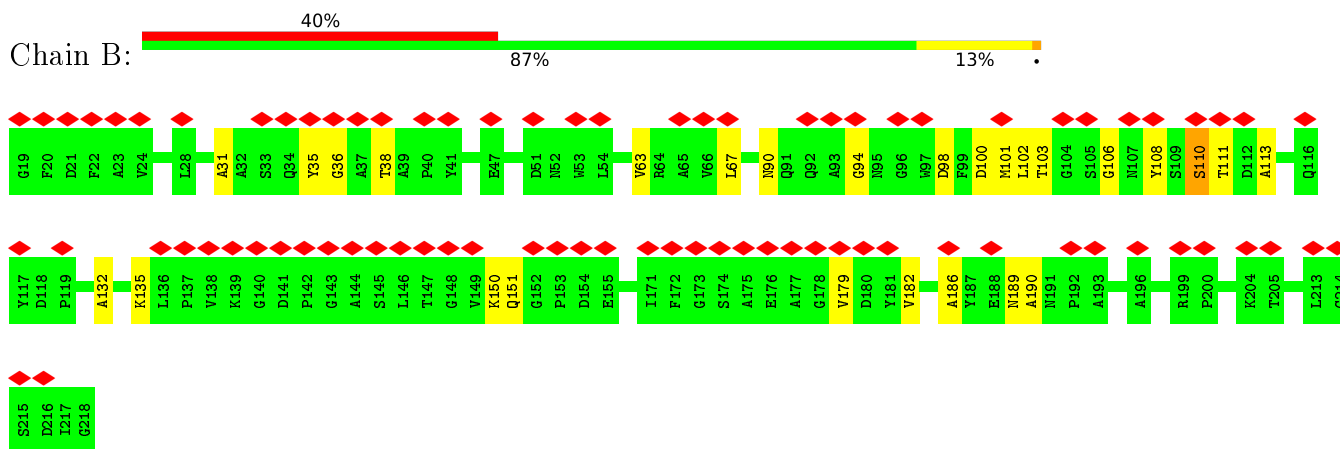 40%
Chain B:
87% 13% •
G19 F20 D21 F22 A23 V24 L28 A31 A32 S33 Q34 Y35 G36 A37 T38 A39 P40 Y41 E47 D51 N52 W53 L54 V63 R64 A65 V66 L67 N90 Q91 Q92 A93 G94 N95 G96 W97 D98 F99 D100 M101 L102 T103 G104 S105 G106 N107 Y108 S109 S110 T111 D112 A113 Q116
Y117 D118 P119 A132 K135 L136 P137 V138 K139 G140 D141 P142 G143 A144 S145 L146 T147 G148 V149 K150 Q151 G152 P153 D154 E155 I171 F172 G173 S174 A175 E176 A177 G178 V179 D180 Y181 V182 A186 Y187 E188 N189 A190 N191 P192 A193 A196 R199 P200 K204 T205 L213
S215 D216 I217 G218